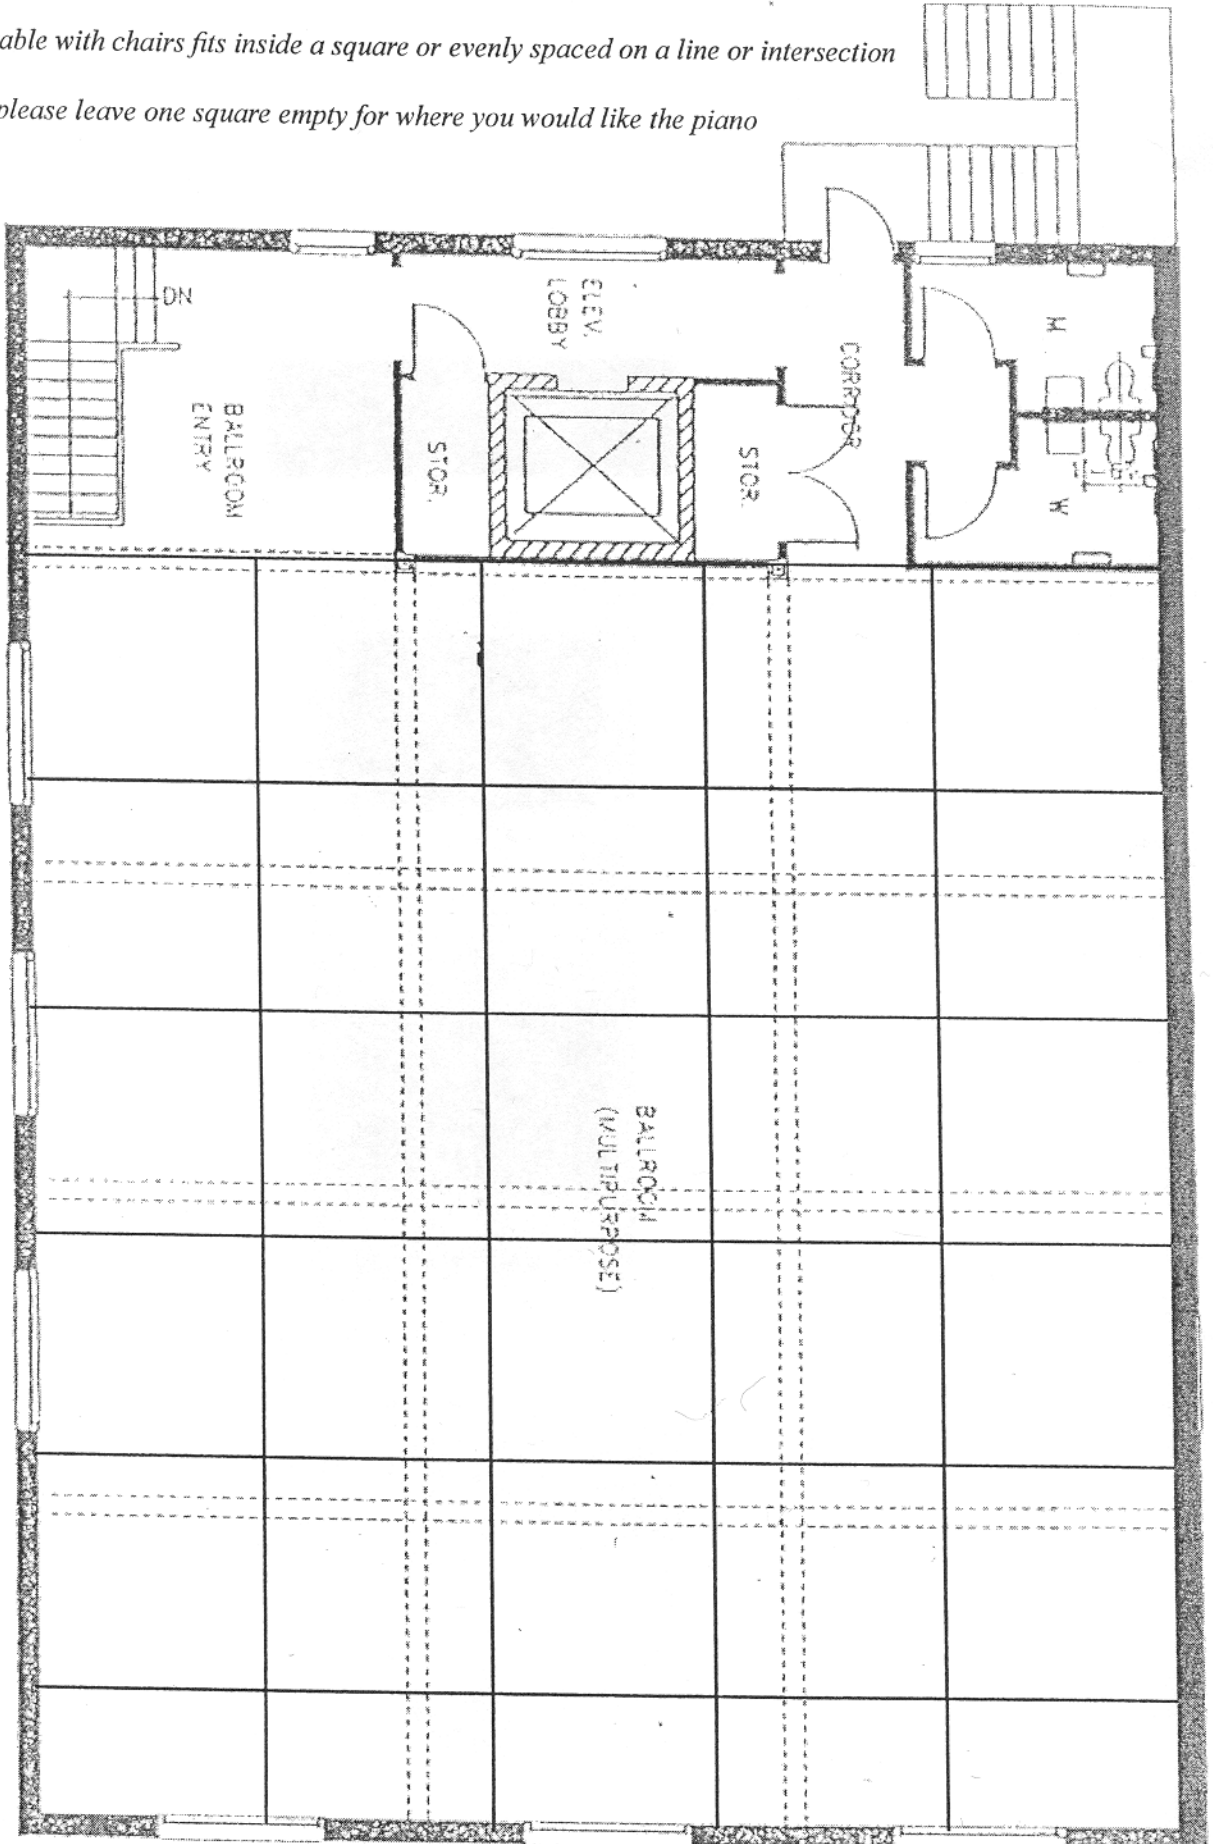 able with chairs fits inside a square or evenly spaced on a line or intersection
please leave one square empty for where you would like the piano
DN
ELEV.
LOBBY
M
CORRIDER
BALLROOM
ENTRY
STOR.
STOR.
W
BALLROOM
(MULTIPURPOSE)